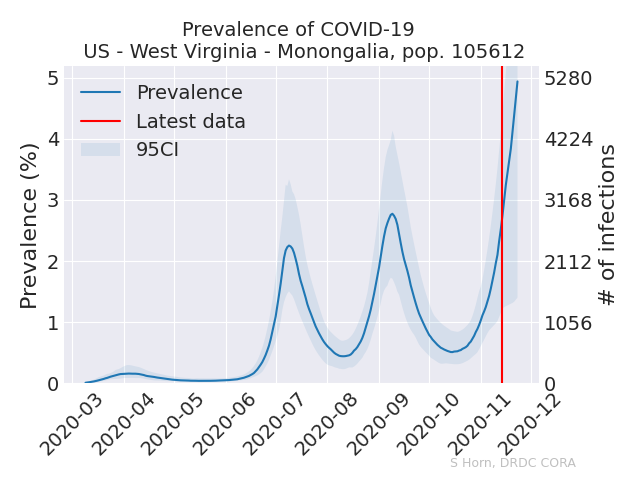 Prevalence of COVID-19
US - West Virginia - Monongalia, pop. 105612
Prevalence
Latest data
95CI
Prevalence (%)
5
4
3
2
1
0
5280
4224
3168
2112
1056
0
# of infections
2020-03
2020-04
2020-05
2020-06
2020-07
2020-08
2020-09
2020-10
2020-11
2020-12
S Horn, DRDC CORA